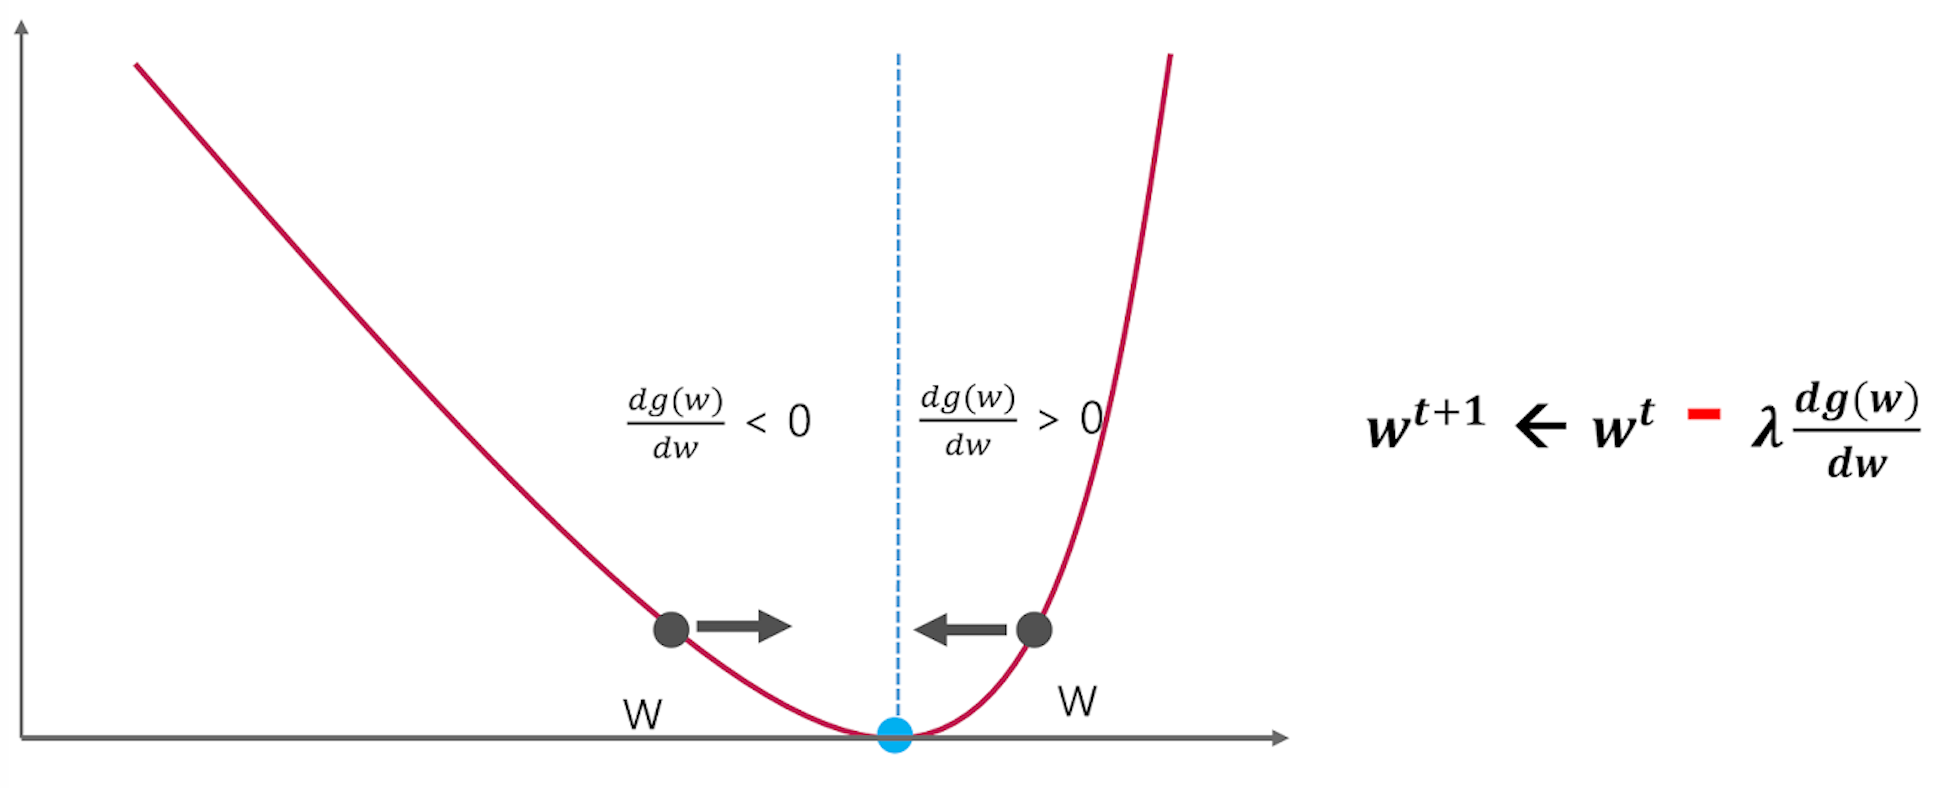 dg(w)/dw < 0
dg(w)/dw > 0
w^{t+1} ← w^t - λ dg(w)/dw
W
W